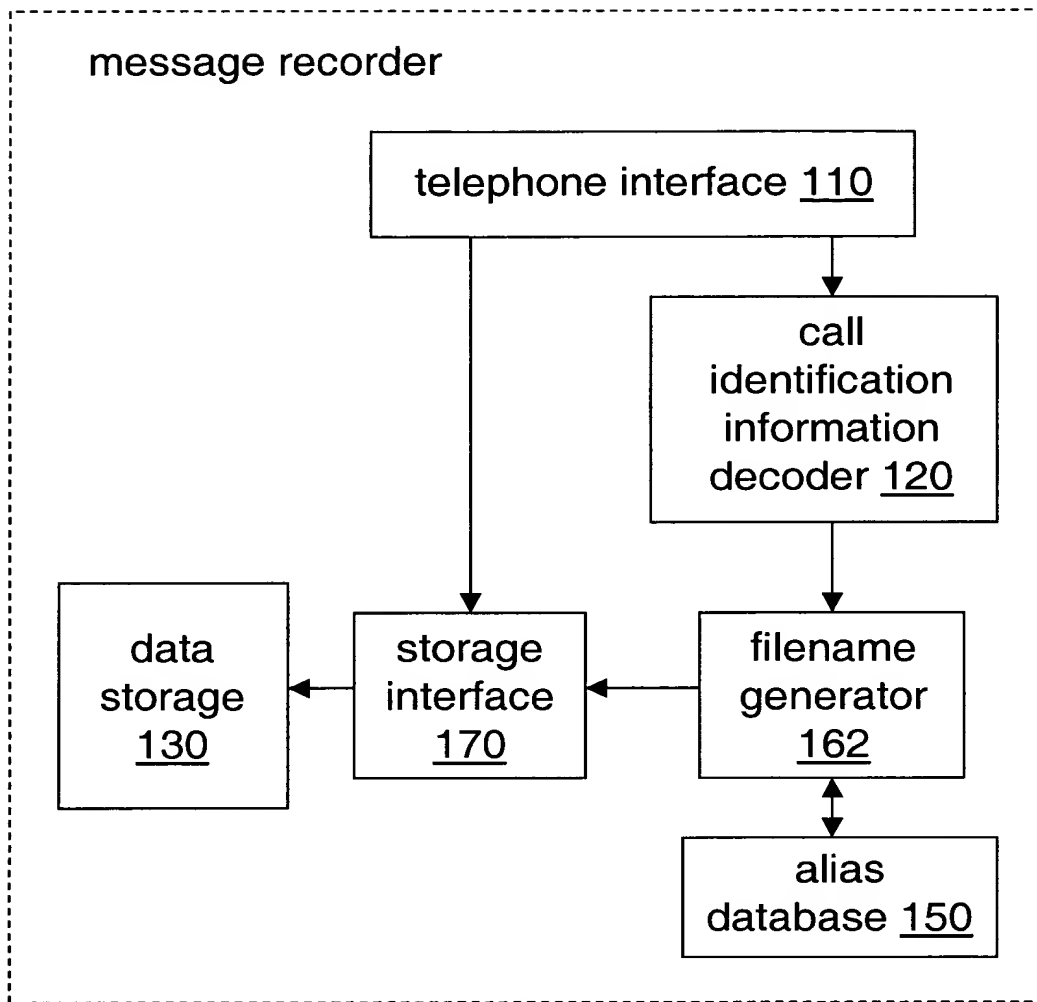 message recorder
telephone interface 110
call
identification
information
decoder 120
data
storage
130
storage
interface
170
filename
generator
162
alias
database 150